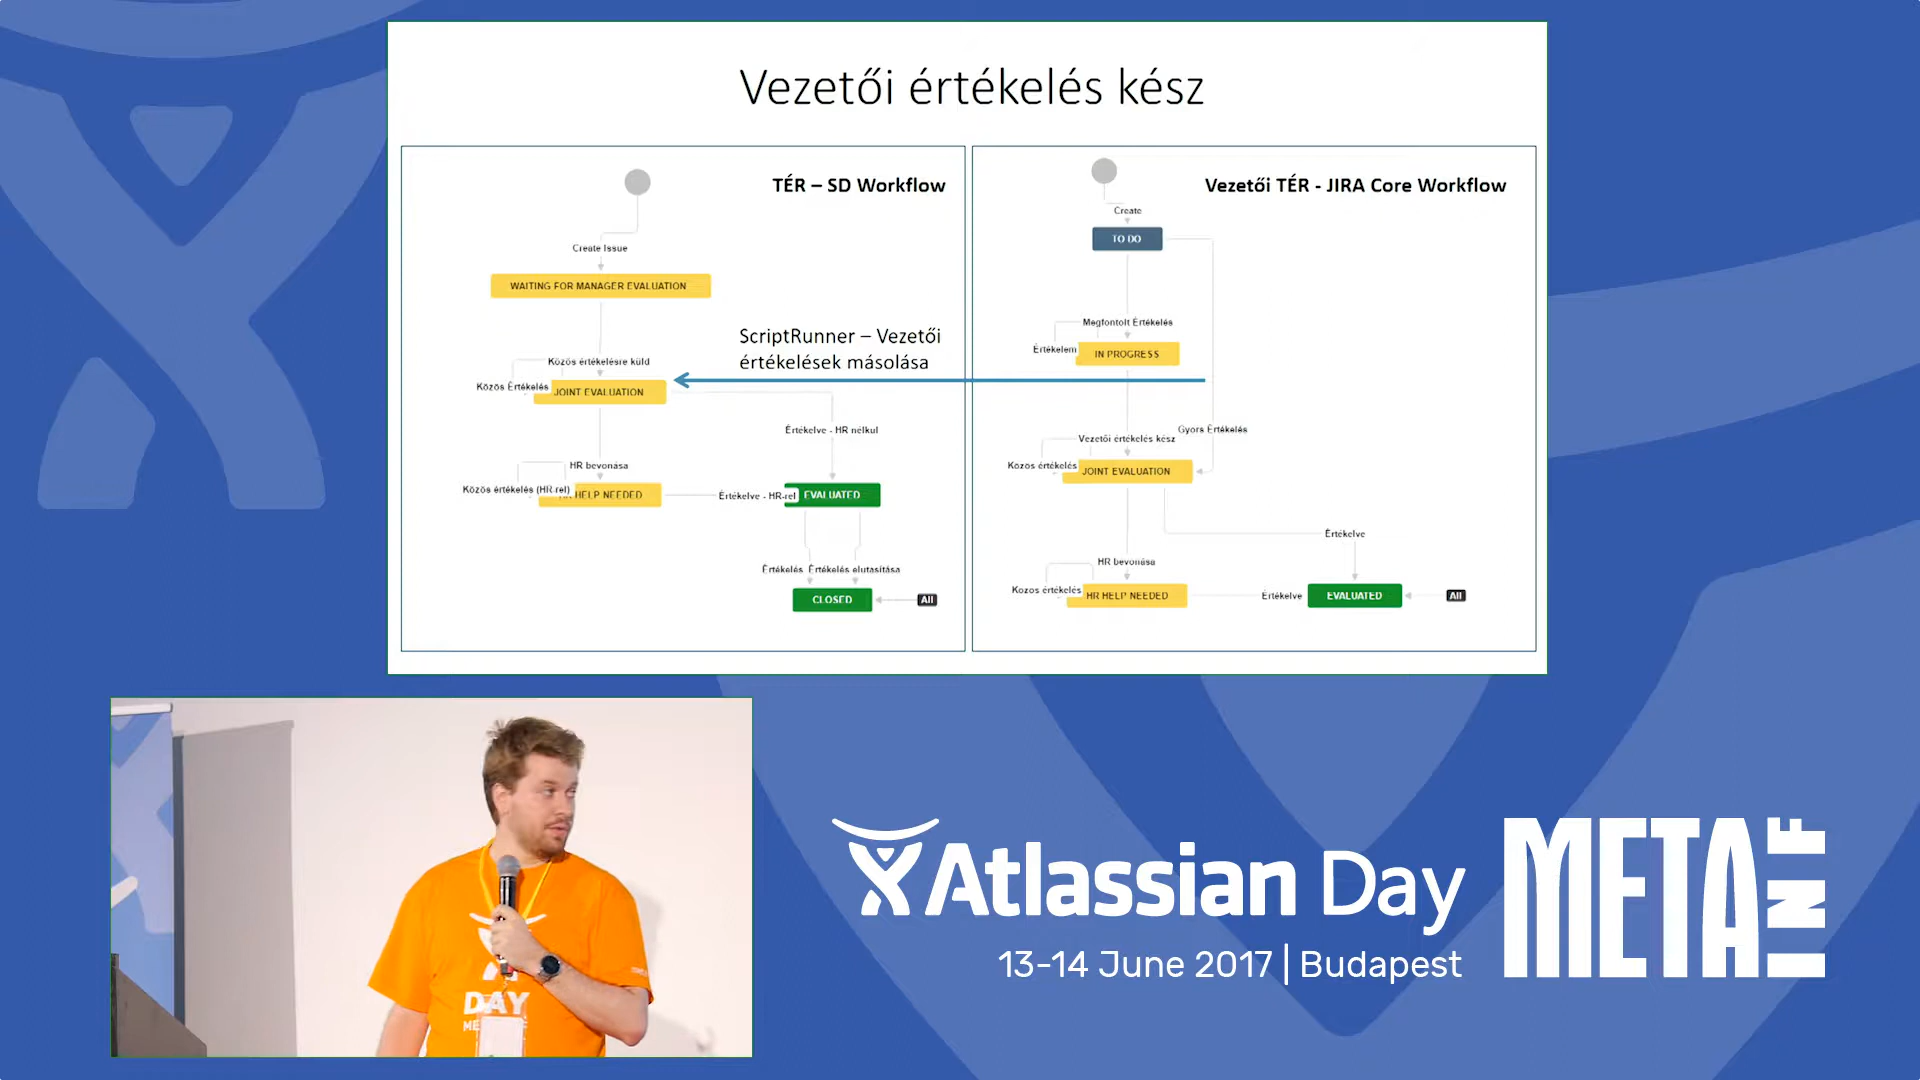 Vezetői értékelés kész
TÉR – SD Workflow
Create Issue
WAITING FOR MANAGER EVALUATION
Közös értékelésre küld
Közös Értékelés
JOINT EVALUATION
Értékelve - HR nélkul
HR bevonása
Közös értékelés (HR-rel)
HELP NEEDED
Értékelve - HR-rel
EVALUATED
Értékelés
Értékelés elutasítása
CLOSED
All
ScriptRunner – Vezetői
értékelések másolása
Vezetői TÉR - JIRA Core Workflow
Create
TO DO
Megfontolt Értékelés
Értékelem
IN PROGRESS
Gyors Értékelés
Vezetői értékelés kész
Kozos értékelés
JOINT EVALUATION
Értékelve
HR bevonása
Kozos értékelés
HR HELP NEEDED
Értékelve
EVALUATED
All
DAY
Atlassian Day
13-14 June 2017 | Budapest
META
INF